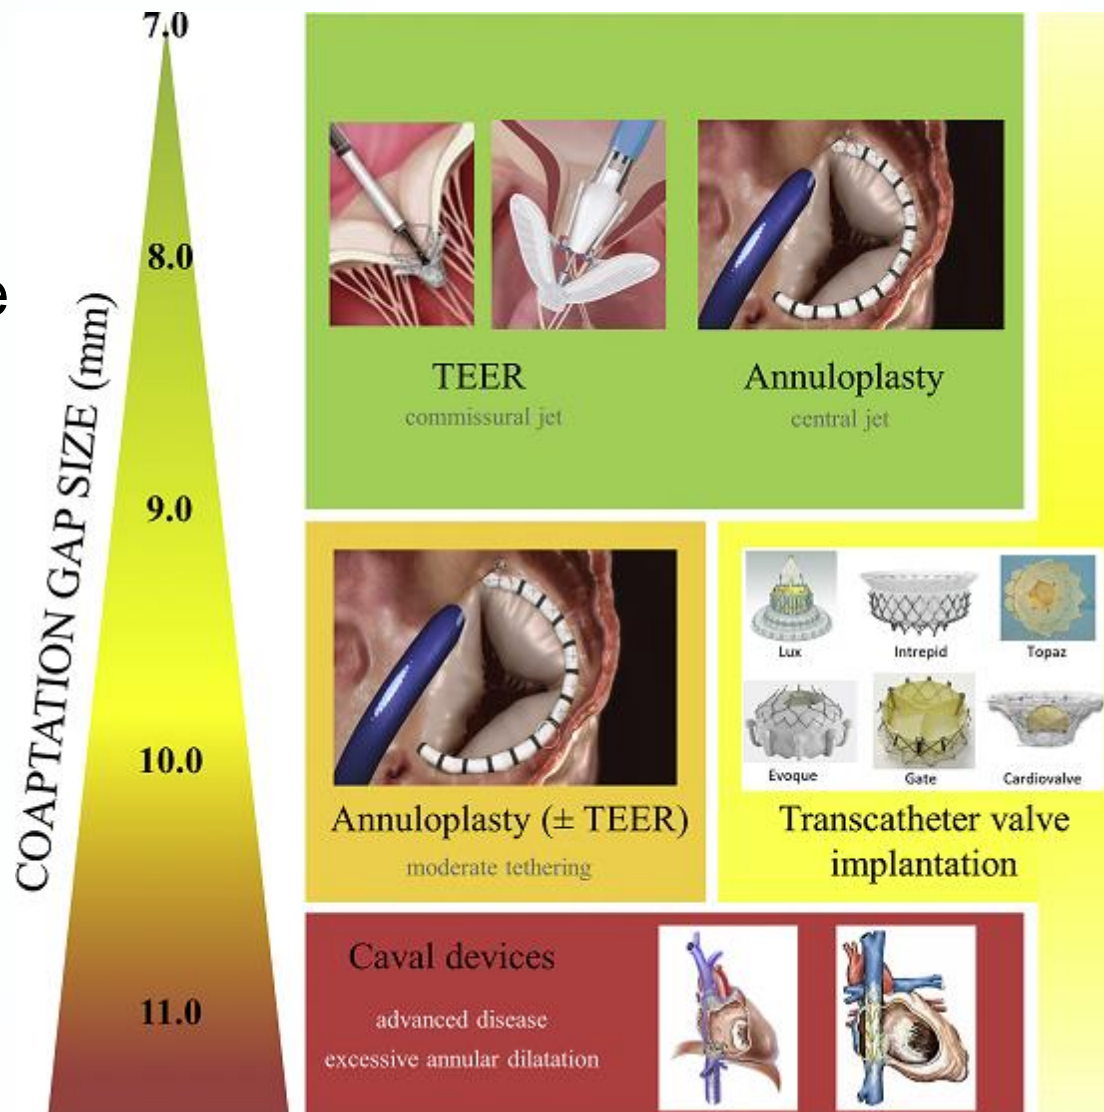 e
COAPTATION GAP SIZE (mm)
7.0
8.0
9.0
10.0
11.0
TEER
commissural jet
Annuloplasty
central jet
Annuloplasty (± TEER)
moderate tethering
Lux
Intrepid
Topaz
Evoque
Gate
Cardiovalve
Transcatheter valve
implantation
Caval devices
advanced disease
excessive annular dilatation